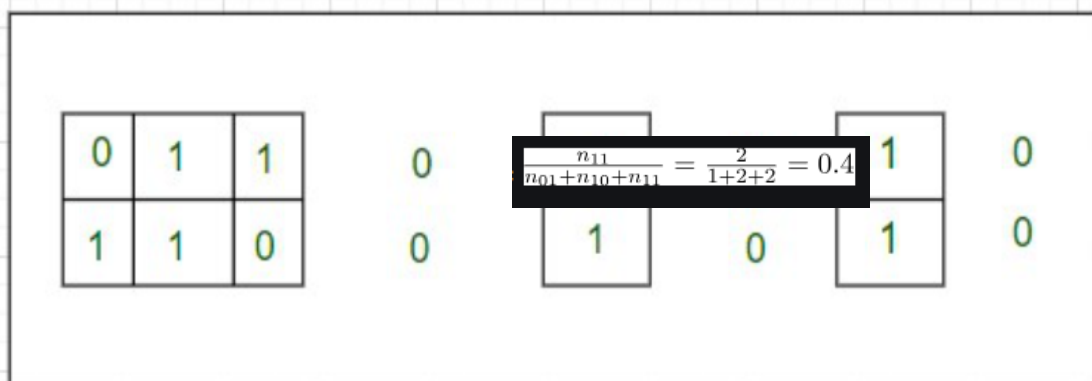 0 1 1 0 1 0
n₁₁ / (n₀₁+n₁₀+n₁₁) = 2 / (1+2+2) = 0.4
1 1 0 0 1 0 1 0